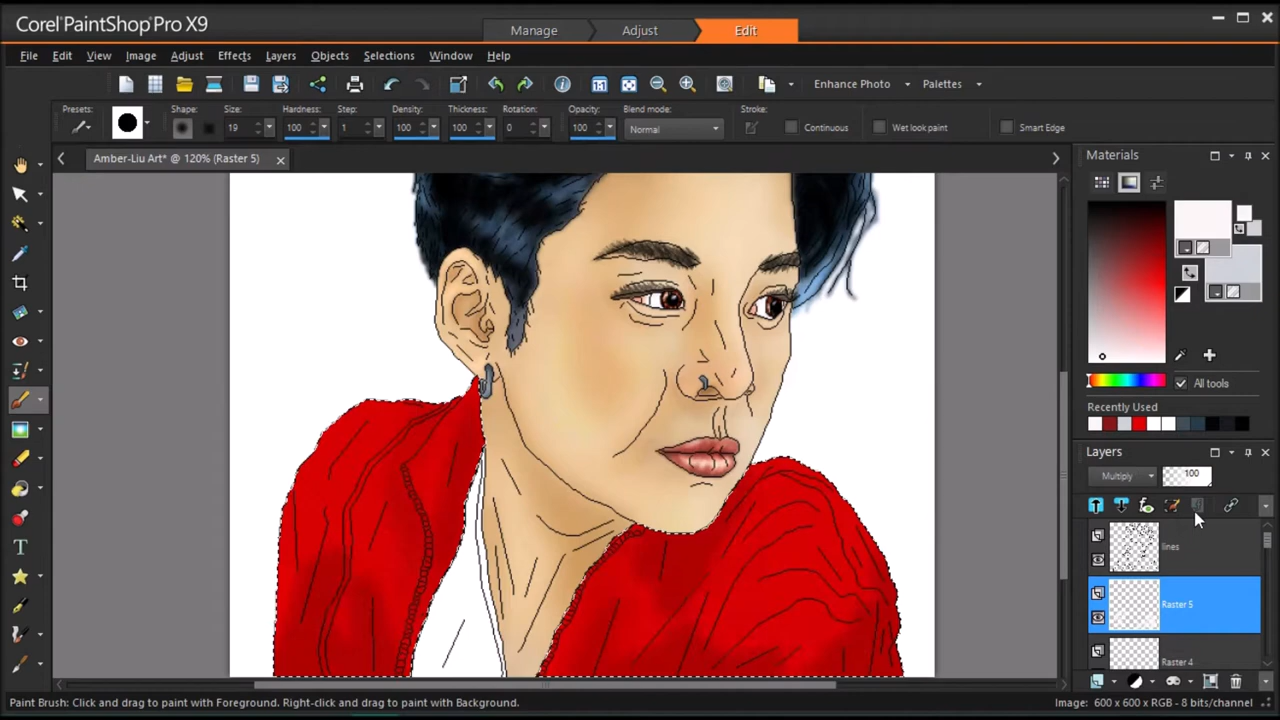 Corel PaintShop Pro X9
Manage
Adjust
Edit
File Edit View Image Adjust Effects Layers Objects Selections Window Help
1:1
Enhance Photo
Palettes
Presets:
Shape:
Size:
Hardness:
Step:
Density:
Thickness:
Rotation:
Opacity:
Blend mode:
Stroke:
19
100
1
100
100
0
100
Normal
Continuous
Wet look paint
Smart Edge
Amber-Liu Art* @ 120% (Raster 5)
Materials
All tools
Recently Used
Layers
Multiply
100
lines
Raster 5
Raster 4
Paint Brush: Click and drag to paint with Foreground. Right-click and drag to paint with Background.
Image: 600 x 600 x RGB - 8 bits/channel